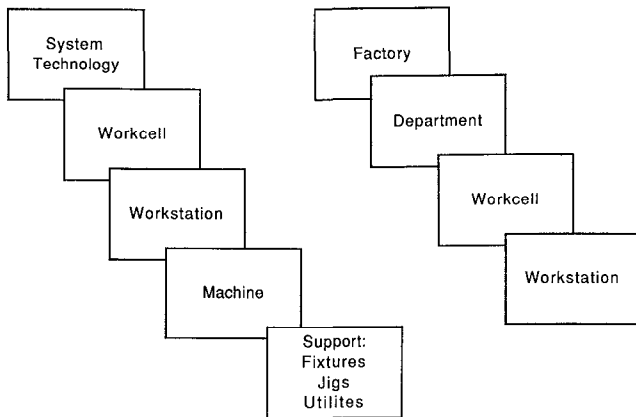 System
Technology
Workcell
Workstation
Machine
Support:
Fixtures
Jigs
Utilites
Factory
Department
Workcell
Workstation